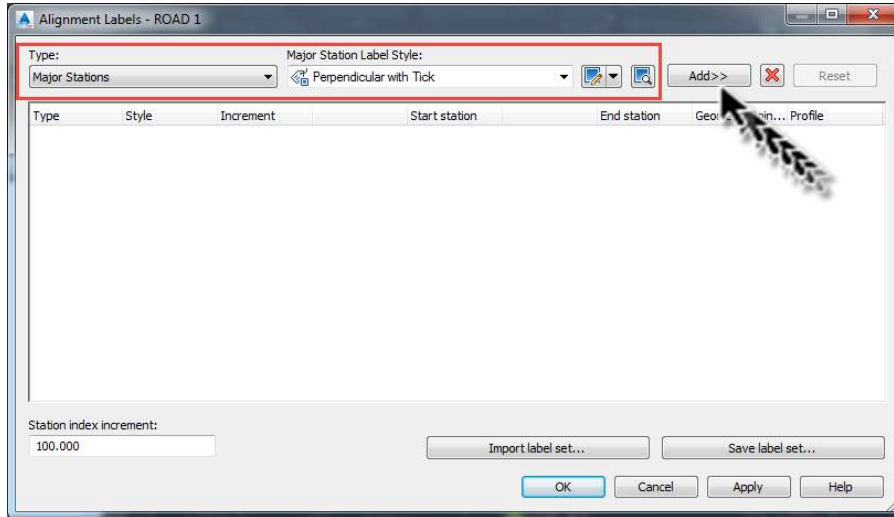 Alignment Labels - ROAD 1
Type:
Major Station Label Style:
Major Stations
Perpendicular with Tick
Add>>
Reset
Type Style Increment Start station End station Profile
Station index increment:
100.000
Import label set...
Save label set...
OK
Cancel
Apply
Help